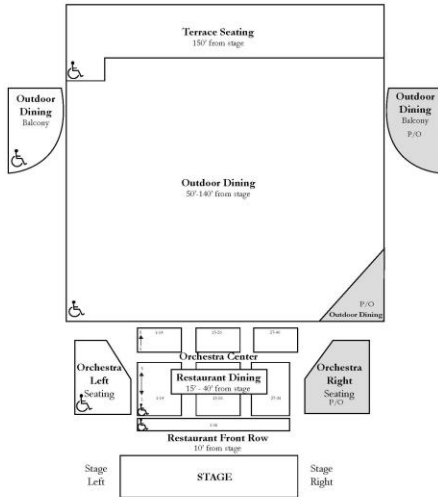 Terrace Seating
150' from stage
Outdoor
Dining
Balcony
Outdoor
Dining
Balcony
P/O
Outdoor Dining
50'-140' from stage
P/O
Outdoor Dining
Orchestra Center
Orchestra
Left
Seating
Restaurant Dining
15' - 40' from stage
Orchestra
Right
Seating
P/O
Restaurant Front Row
10' from stage
Stage
Left
STAGE
Stage
Right